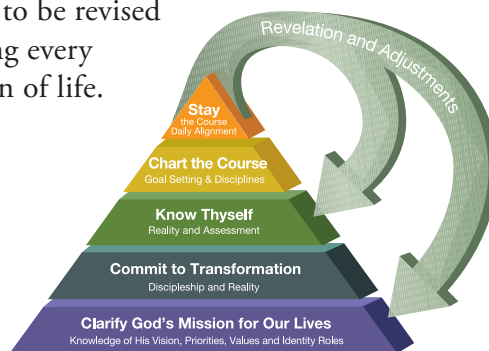 to be revised
ng every
n of life.
Revelation and Adjustments
Stay
the Course
Daily Alignment
Chart the Course
Goal Setting & Disciplines
Know Thyself
Reality and Assessment
Commit to Transformation
Discipleship and Reality
Clarify God's Mission for Our Lives
Knowledge of His Vision, Priorities, Values and Identity Roles